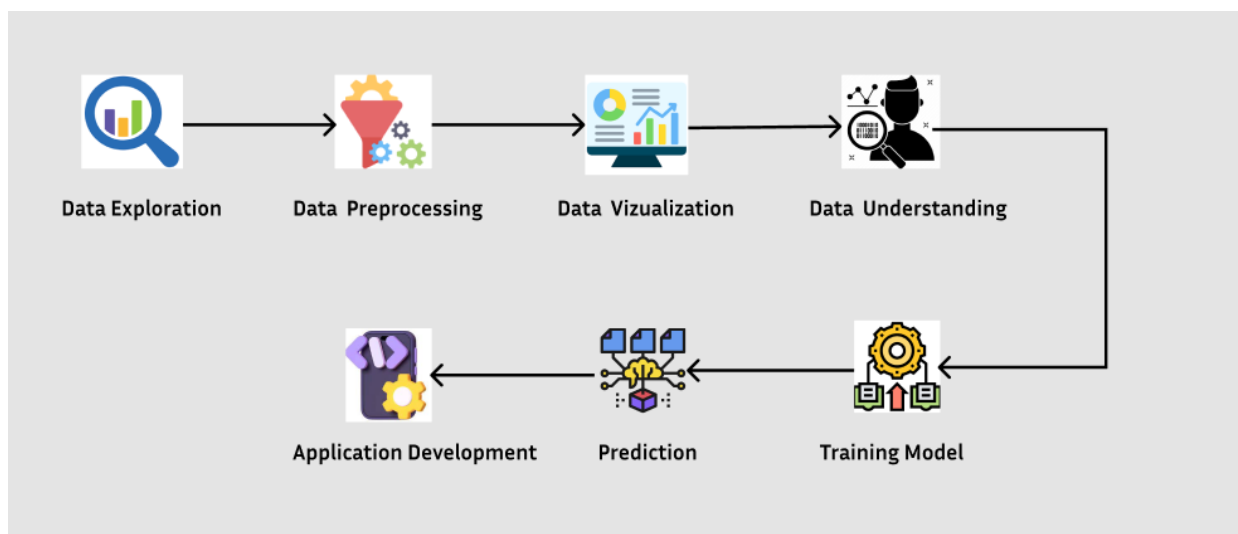 Data Exploration
Data Preprocessing
Data Vizualization
Data Understanding
Application Development
Prediction
Training Model